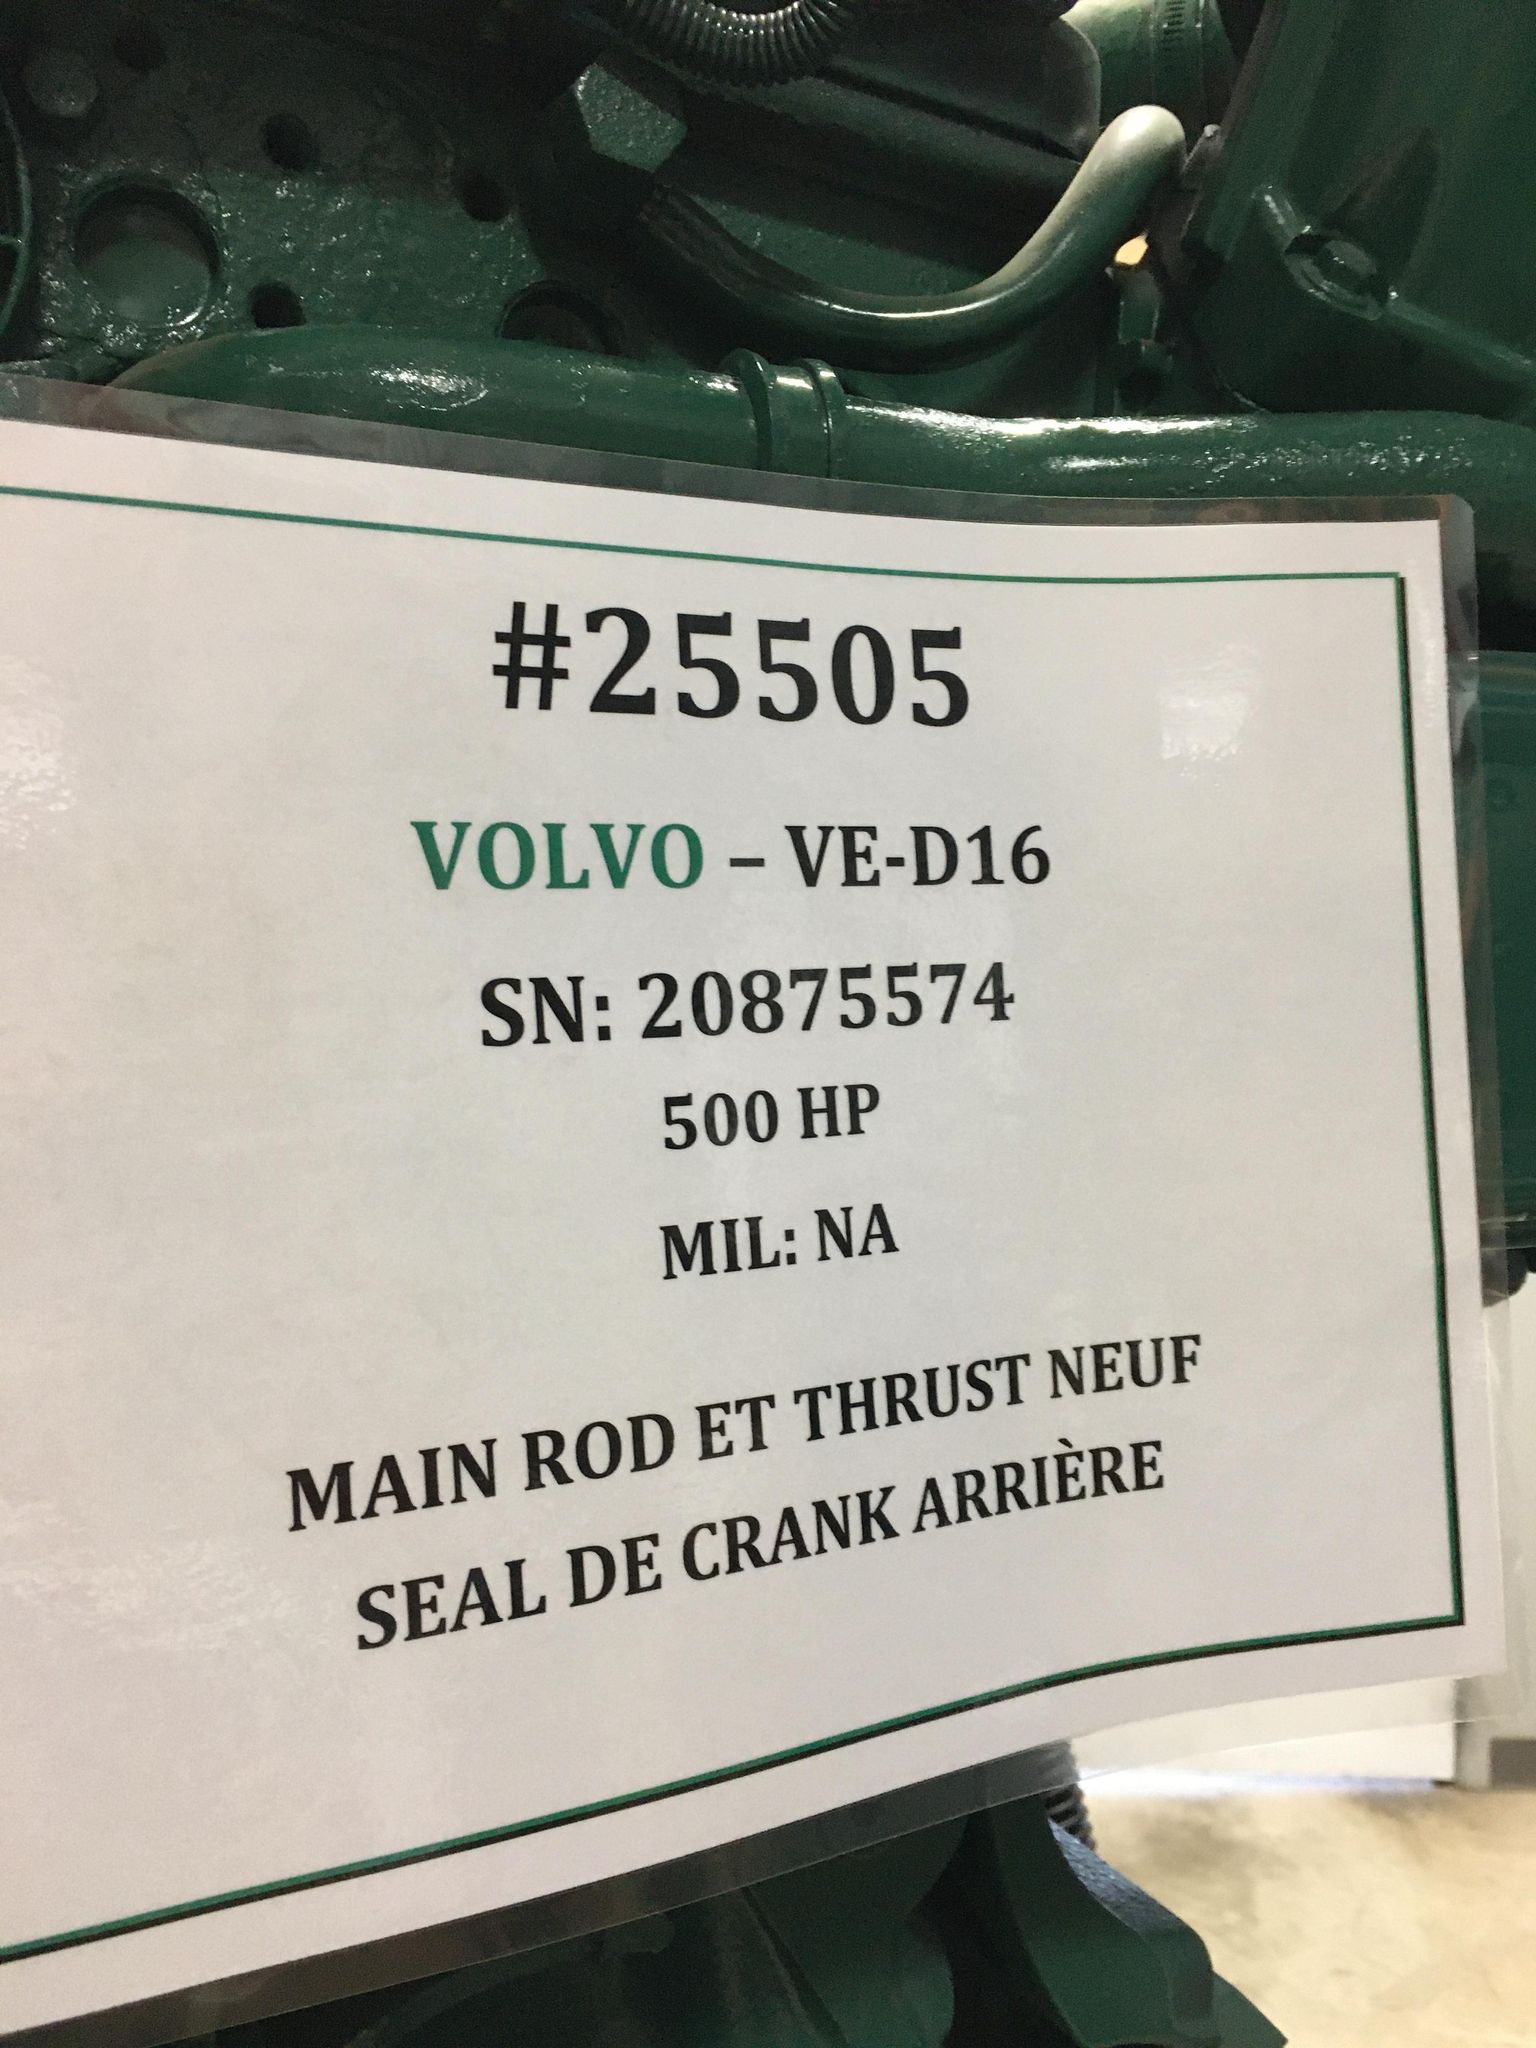 #25505
VOLVO – VE-D16
SN: 20875574
500 HP
MIL: NA
MAIN ROD ET THRUST NEUF
SEAL DE CRANK ARRIÈRE